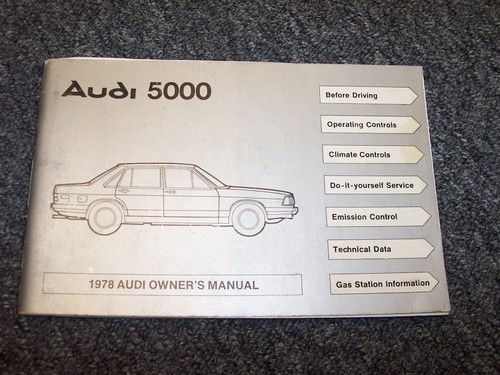 Audi 5000
Before Driving
Operating Controls
Climate Controls
Do-it-yourself Service
Emission Control
Technical Data
Gas Station Information
1978 AUDI OWNER'S MANUAL